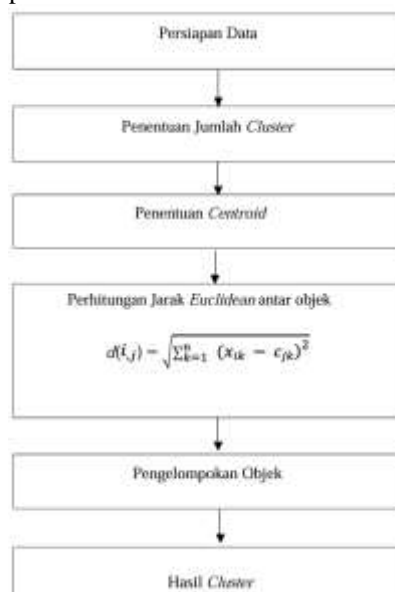 Persiapan Data
Penentuan Jumlah Cluster
Penentuan Centroid
Perhitungan Jarak Euclidean antar objek
d(i,j) = √∑ⁿₖ₌₁ (xᵢₖ − cⱼₖ)²
Pengelompokan Objek
Hasil Cluster